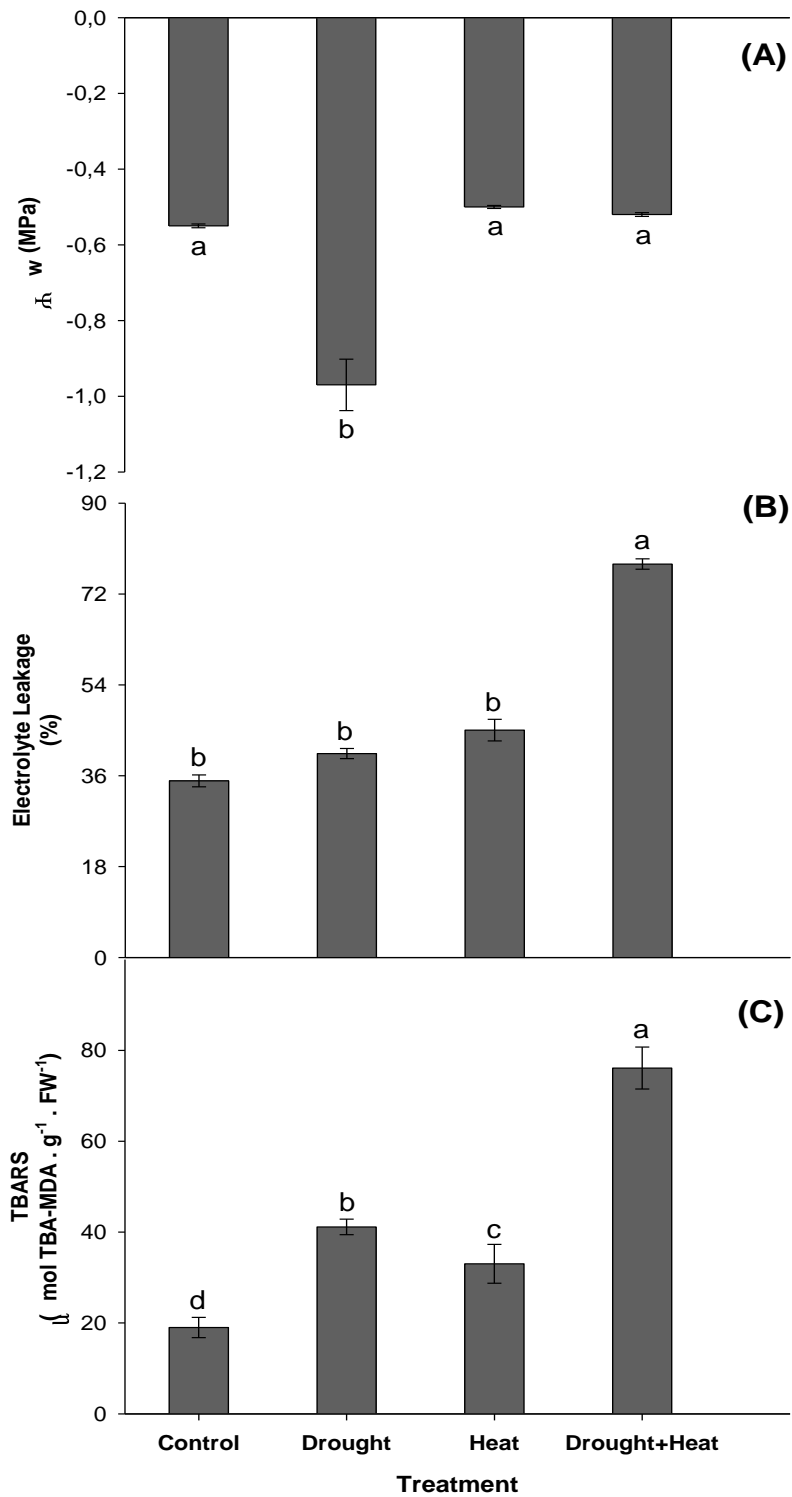 0,0
(A)
-0,2
-0,4
w (MPa)
-0,6
a
a
a
-0,8
-1,0
b
-1,2
90
(B)
a
72
54
b
b
b
Electrolyte Leakage
(%)
36
18
0
(C)
a
80
60
TBARS
(μ mol TBA-MDA . g⁻¹ . FW⁻¹)
b
40
c
d
20
0
Control Drought Heat Drought+Heat
Treatment